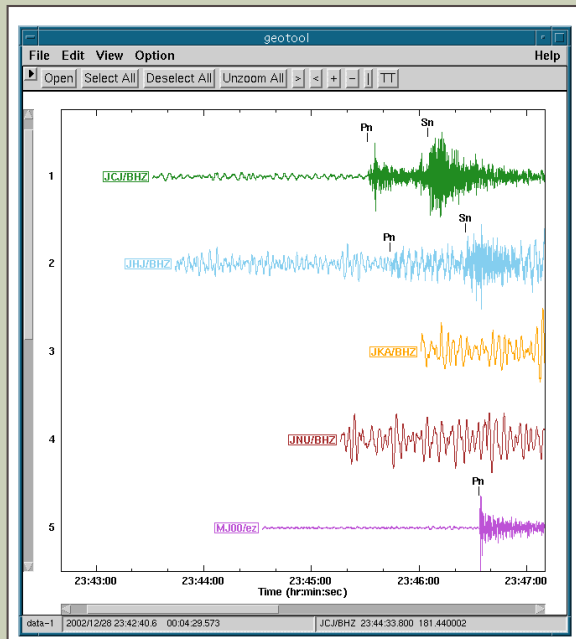 geotool
File Edit View Option Help
Open Select All Deselect All Unzoom All > < + - | TT
Pn Sn
1 JCJ/BHZ
Pn Sn
2 JHJ/BHZ
3 JKA/BHZ
4 JNU/BHZ
Pn
5 MJ00/ez
23:43:00 23:44:00 23:45:00 23:46:00 23:47:00
Time (hr:min:sec)
data-1 2002/12/28 23:42:40.6 00:04:29.573 JCJ/BHZ 23:44:33.800 181.440002